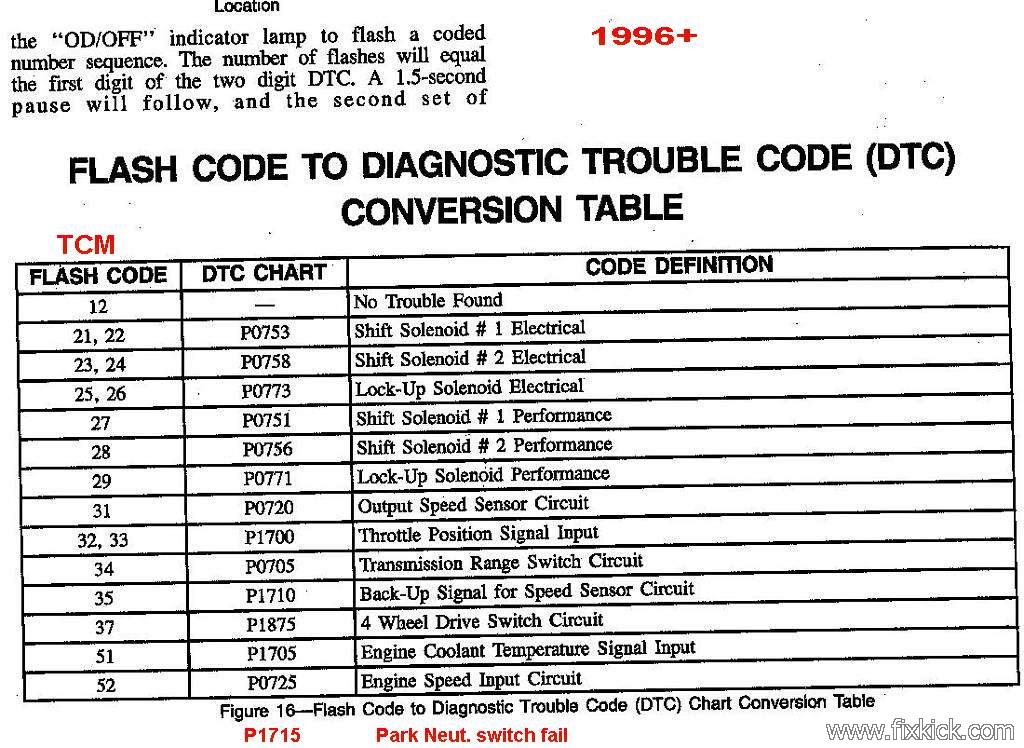 Location
the "OD/OFF" indicator lamp to flash a coded
number sequence. The number of flashes will equal
the first digit of the two digit DTC. A 1.5-second
pause will follow, and the second set of
1996+
FLASH CODE TO DIAGNOSTIC TROUBLE CODE (DTC)
CONVERSION TABLE
TCM
FLASH CODE DTC CHART CODE DEFINITION
12 — No Trouble Found
21, 22 P0753 Shift Solenoid # 1 Electrical
23, 24 P0758 Shift Solenoid # 2 Electrical
25, 26 P0773 Lock-Up Solenoid Electrical
27 P0751 Shift Solenoid # 1 Performance
28 P0756 Shift Solenoid # 2 Performance
29 P0771 Lock-Up Solenoid Performance
31 P0720 Output Speed Sensor Circuit
32, 33 P1700 Throttle Position Signal Input
34 P0705 Transmission Range Switch Circuit
35 P1710 Back-Up Signal for Speed Sensor Circuit
37 P1875 4 Wheel Drive Switch Circuit
51 P1705 Engine Coolant Temperature Signal Input
52 P0725 Engine Speed Input Circuit
Figure 16—Flash Code to Diagnostic Trouble Code (DTC) Chart Conversion Table
P1715 Park Neut. switch fail
www.fixkick.com